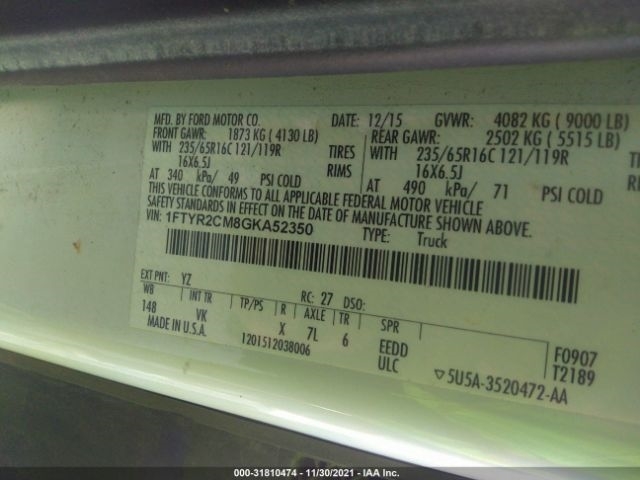 MFD. BY FORD MOTOR CO. DATE: 12/15 GVWR: 4082 KG ( 9000 LB)
FRONT GAWR: 1873 KG ( 4130 LB) REAR GAWR: 2502 KG ( 5515 LB)
WITH 235/65R16C 121/119R TIRES WITH 235/65R16C 121/119R TIRES
16X6.5J RIMS 16X6.5J RIMS
AT 340 kPa/ 49 PSI COLD AT 490 kPa/ 71 PSI COLD
THIS VEHICLE CONFORMS TO ALL APPLICABLE FEDERAL MOTOR VEHICLE
SAFETY STANDARDS IN EFFECT ON THE DATE OF MANUFACTURE SHOWN ABOVE.
VIN: 1FTYR2CM8GKA52350 TYPE: Truck
EXT PNT: YZ RC: 27 DSO:
WB INT TR TP/PS R AXLE TR SPR
148 VK X 7L 6 EEDD F0907
MADE IN U.S.A. 1201512038006 ULC ▽5U5A-3520472-AA T2189
000-31810474 - 11/30/2021 - IAA Inc.